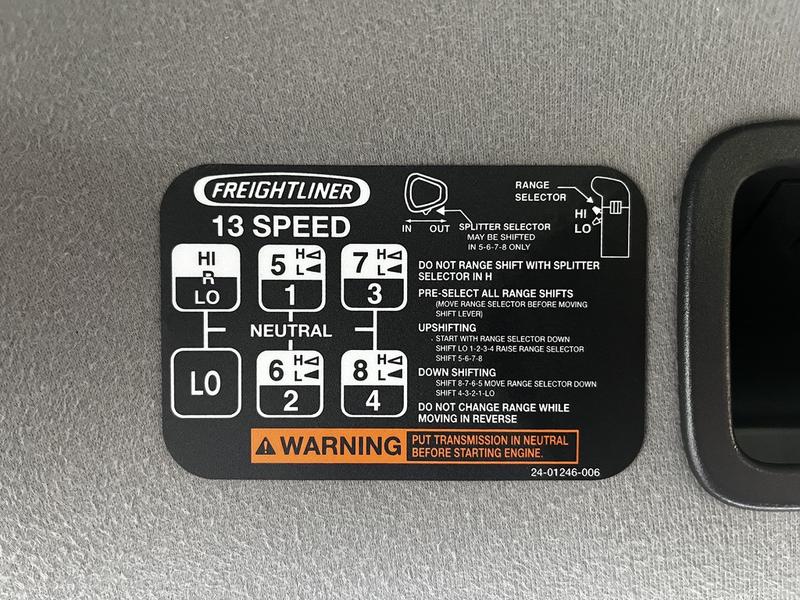 FREIGHTLINER
13 SPEED
HI
R
LO
5 H L
1
7 H L
3
NEUTRAL
LO
6 H L
2
8 H L
4
IN OUT
SPLITTER SELECTOR
MAY BE SHIFTED
IN 5-6-7-8 ONLY
RANGE
SELECTOR
HI
LO
DO NOT RANGE SHIFT WITH SPLITTER
SELECTOR IN H
PRE-SELECT ALL RANGE SHIFTS
(MOVE RANGE SELECTOR BEFORE MOVING
SHIFT LEVER)
UPSHIFTING
START WITH RANGE SELECTOR DOWN
SHIFT LO 1-2-3-4 RAISE RANGE SELECTOR
SHIFT 5-6-7-8
DOWN SHIFTING
SHIFT 8-7-6-5 MOVE RANGE SELECTOR DOWN
SHIFT 4-3-2-1-LO
DO NOT CHANGE RANGE WHILE
MOVING IN REVERSE
WARNING
PUT TRANSMISSION IN NEUTRAL
BEFORE STARTING ENGINE.
24-01246-006